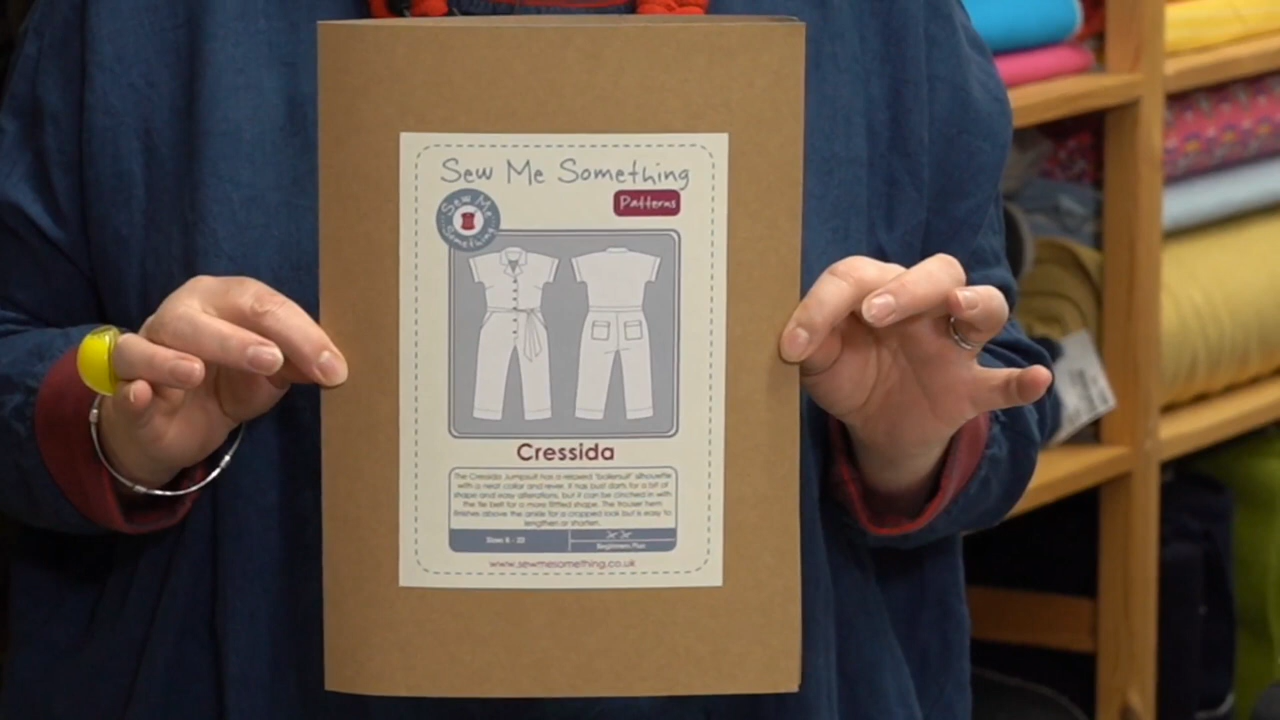 Sew Me Something
Patterns
Sew Me
Something
Cressida
The Cressida Jumpsuit has a relaxed 'boilersuit' silhouette
with a neat collar and rever. It has bust darts for a bit of
shape and easy alterations, but it can be cinched in with
the tie belt for a more fitted shape. The trouser hem
finishes above the ankle for a cropped look but is easy to
lengthen or shorten.
Sizes 8 - 22
Beginners Plus
www.sewmesomething.co.uk